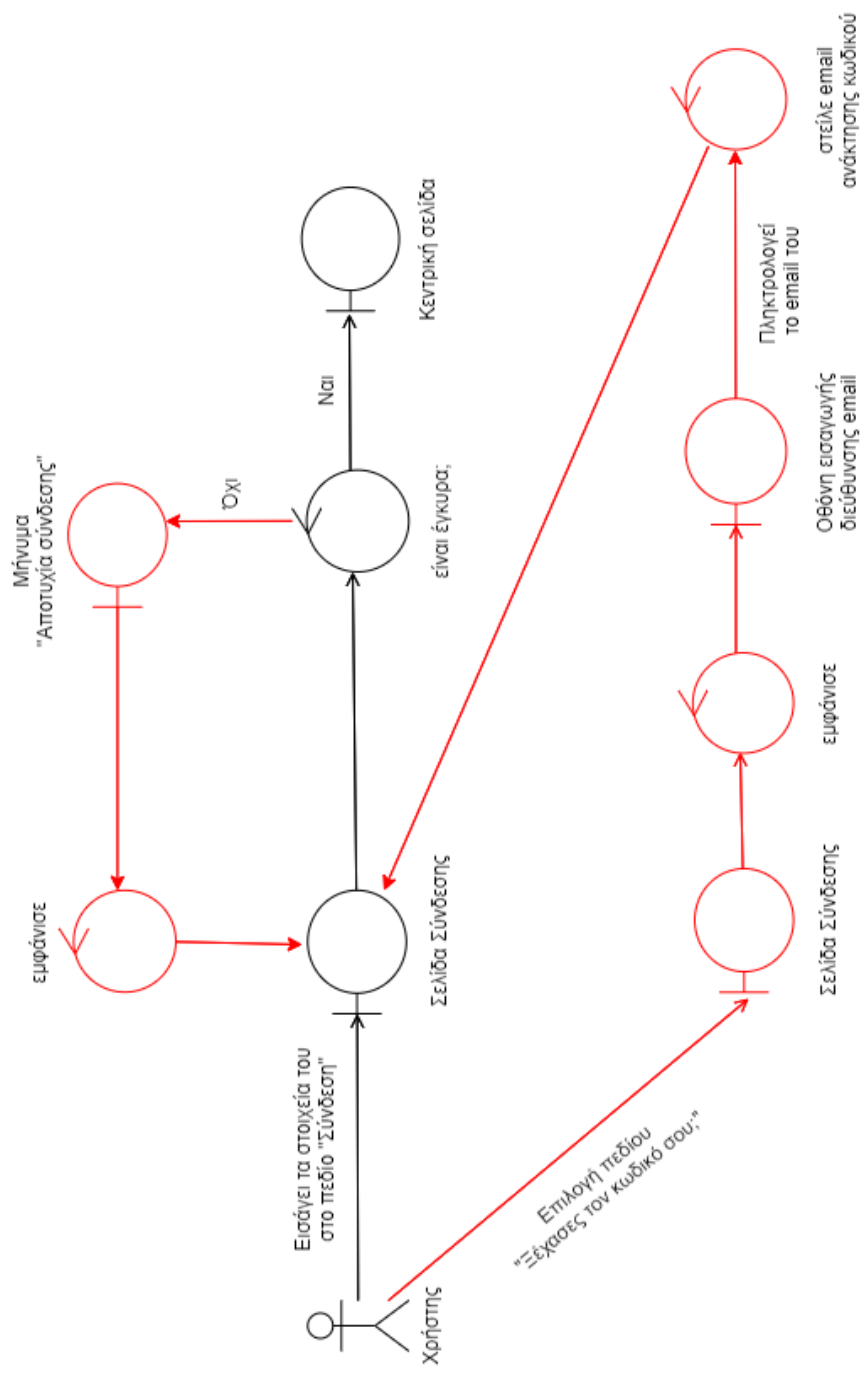 Μήνυμα
"Αποτυχία σύνδεσης"
εμφάνισε
Όχι
Ναι
Εισάγει τα στοιχεία του
στο πεδίο "Σύνδεση"
Χρήστης
Σελίδα Σύνδεσης
είναι έγκυρα;
Κεντρική σελίδα
Επιλογή πεδίου
"Ξέχασες τον κωδικό σου;"
Πληκτρολογεί
το email του
Σελίδα Σύνδεσης
εμφάνισε
Οθόνη εισαγωγής
διεύθυνσης email
στείλε email
ανάκτησης κωδικού